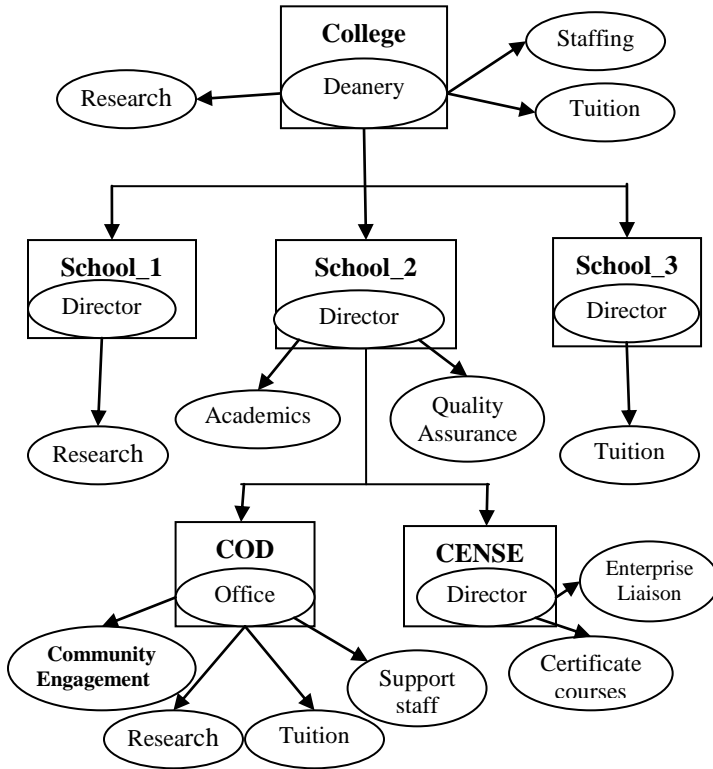 College
Staffing
Research
Deanery
Tuition
School_1
School_2
School_3
Director
Director
Director
Academics
Quality
Assurance
Research
Tuition
COD
CENSE
Office
Director
Enterprise
Liaison
Community
Engagement
Support
staff
Certificate
courses
Research
Tuition